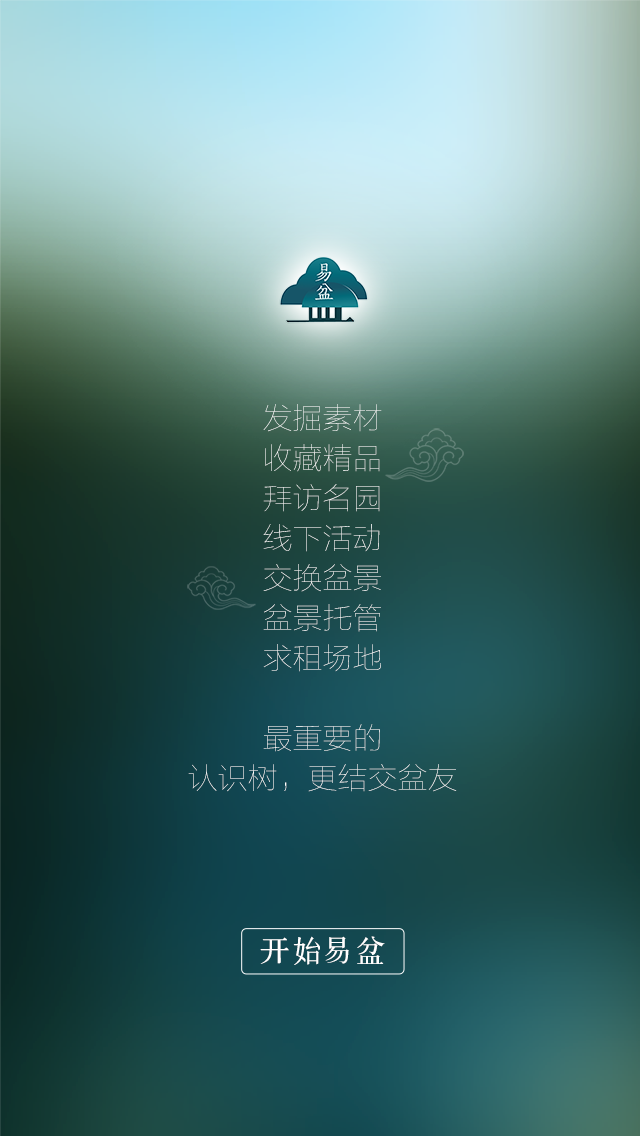 易
盆
发掘素材
收藏精品
拜访名园
线下活动
交换盆景
盆景托管
求租场地
最重要的
认识树，更结交盆友
开始易盆